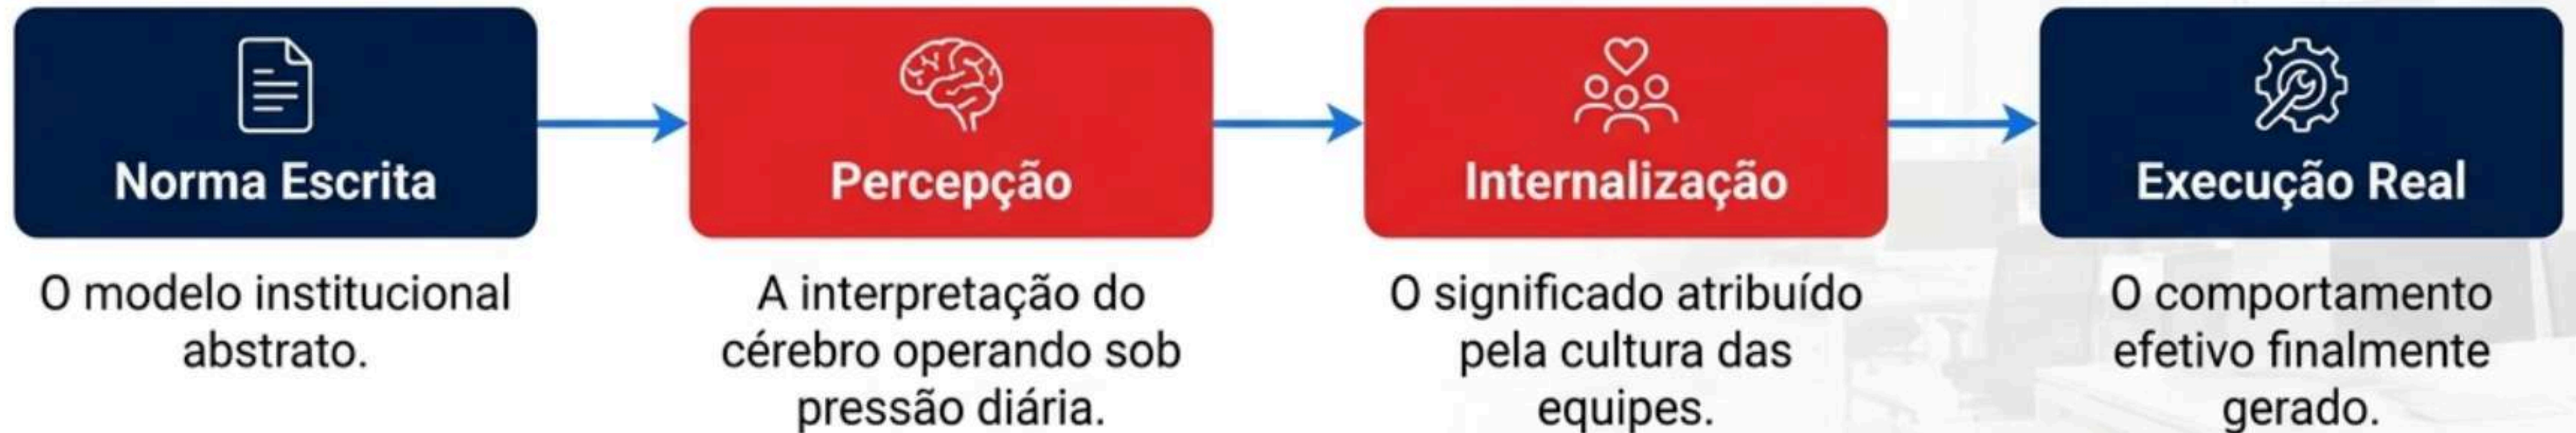 Norma Escrita
O modelo institucional
abstrato.
Percepção
A interpretação do
cérebro operando sob
pressão diária.
Internalização
O significado atribuído
pela cultura das
equipes.
Execução Real
O comportamento
efetivo finalmente
gerado.